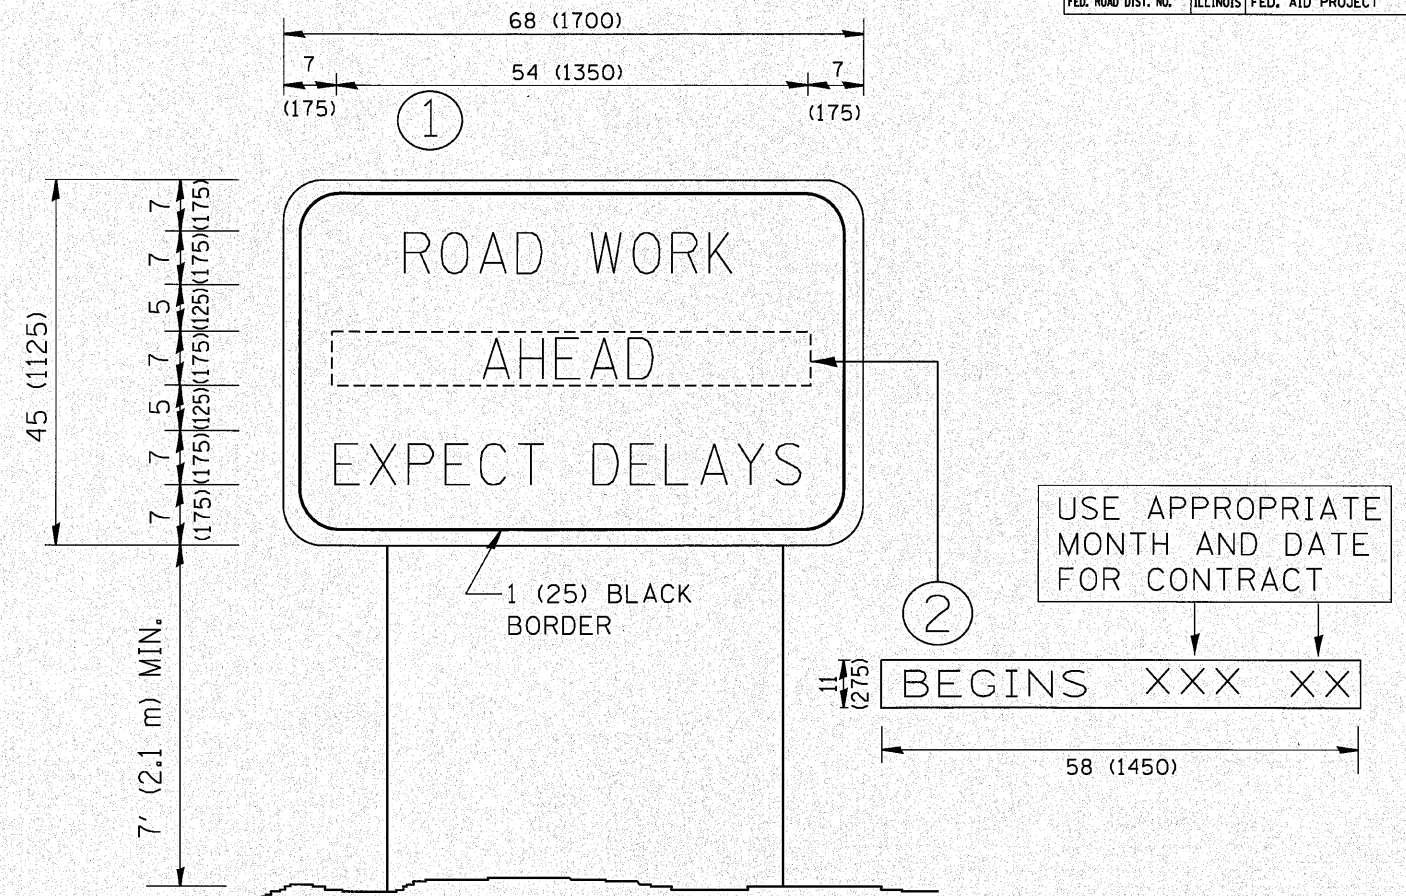 FED. ROAD DIST. NO. ILLINOIS FED. AID PROJECT
68 (1700)
7 54 (1350) 7
(175) (175)
1
7 (175)
7 (175)
5 (125)
7 (175)
5 (125)
7 (175)
7 (175)
45 (1125)
ROAD WORK
AHEAD
EXPECT DELAYS
1 (25) BLACK
BORDER
7' (2.1 m) MIN.
USE APPROPRIATE
MONTH AND DATE
FOR CONTRACT
2
11
(275)
BEGINS XXX XX
58 (1450)